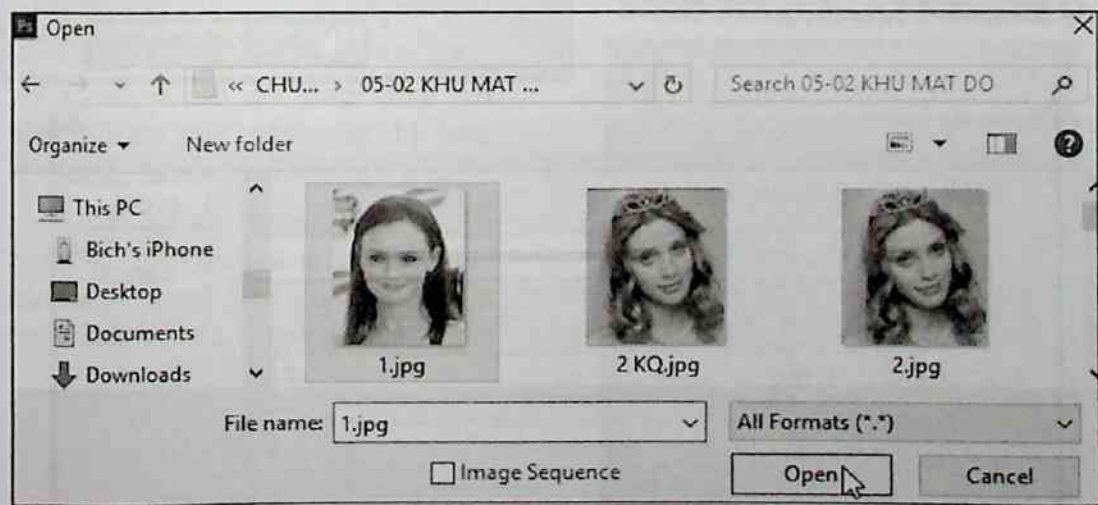 Ps Open
« CHU... › 05-02 KHU MAT ... Search 05-02 KHU MAT DO
Organize New folder
This PC
Bich's iPhone
Desktop
Documents
Downloads
1.jpg 2 KQ.jpg 2.jpg
File name: 1.jpg All Formats (*.*)
Image Sequence Open Cancel